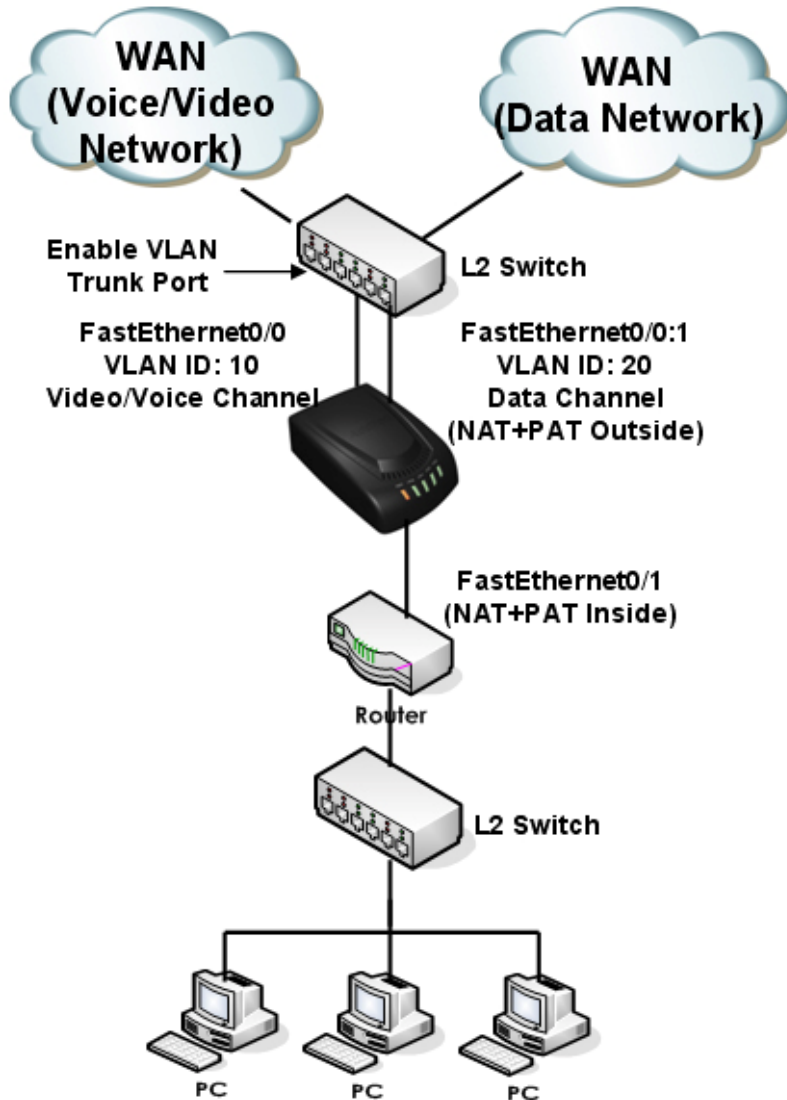 WAN
(Voice/Video
Network)
WAN
(Data Network)
Enable VLAN
Trunk Port
L2 Switch
FastEthernet0/0
VLAN ID: 10
Video/Voice Channel
FastEthernet0/0:1
VLAN ID: 20
Data Channel
(NAT+PAT Outside)
FastEthernet0/1
(NAT+PAT Inside)
Router
L2 Switch
PC
PC
PC